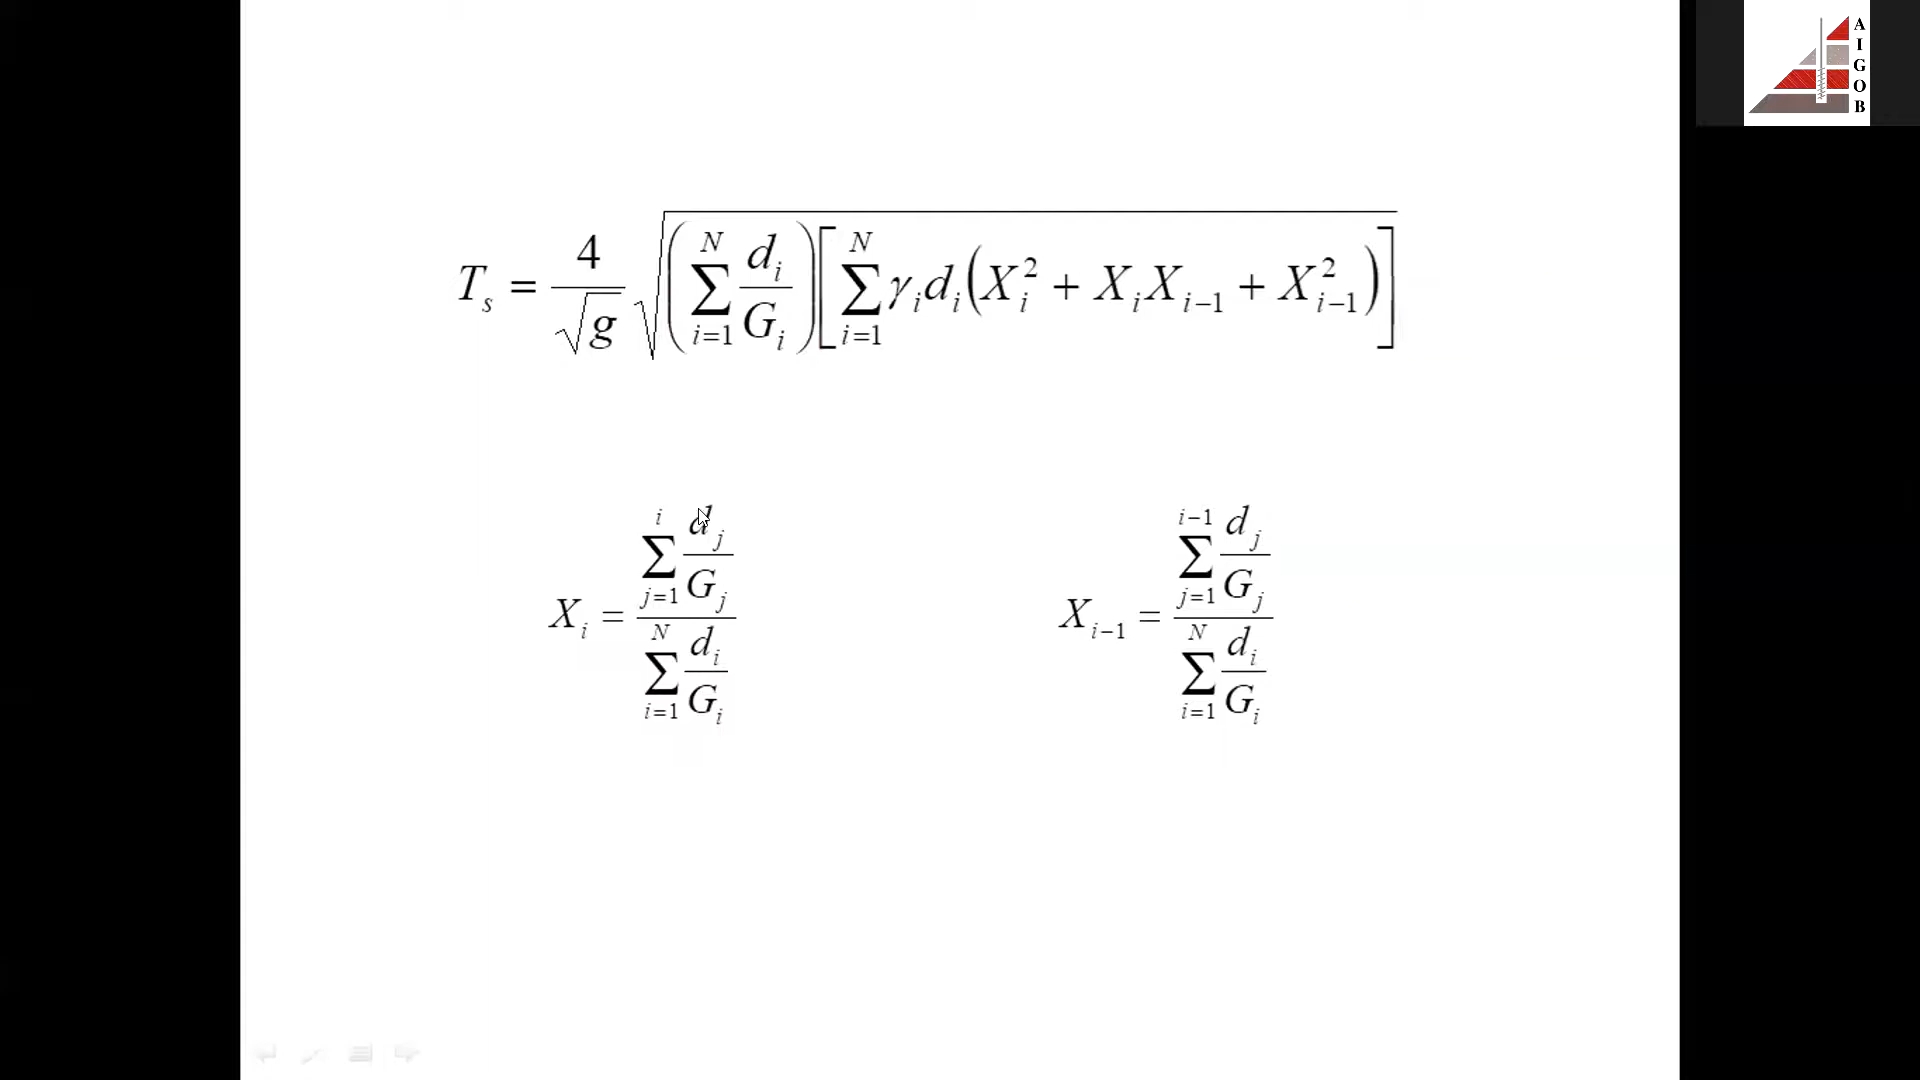 A
I
G
O
B
T_s = \frac{4}{\sqrt{g}} \sqrt{\left( \sum_{i=1}^{N} \frac{d_i}{G_i} \right) \left[ \sum_{i=1}^{N} \gamma_i d_i \left( X_i^2 + X_i X_{i-1} + X_{i-1}^2 \right) \right]}
X_i = \frac{\sum_{j=1}^{i} \frac{d_j}{G_j}}{\sum_{i=1}^{N} \frac{d_i}{G_i}} X_{i-1} = \frac{\sum_{j=1}^{i-1} \frac{d_j}{G_j}}{\sum_{i=1}^{N} \frac{d_i}{G_i}}